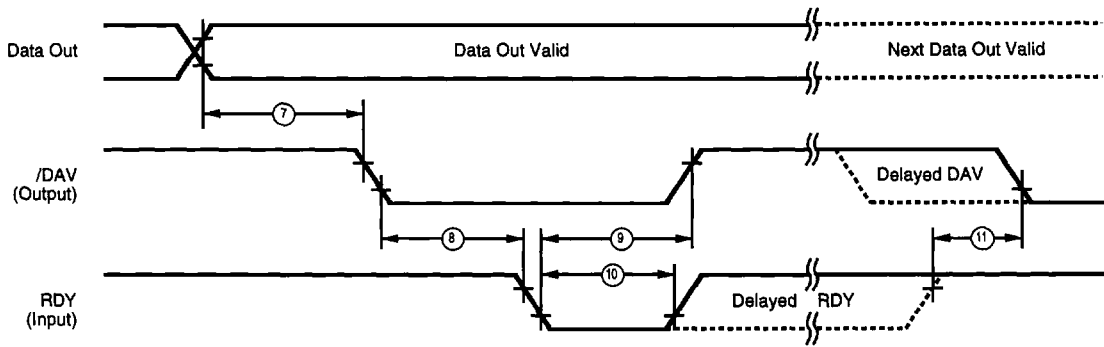 Data Out
Data Out Valid
Next Data Out Valid
7
/DAV
(Output)
Delayed DAV
8
9
11
10
RDY
(Input)
Delayed RDY